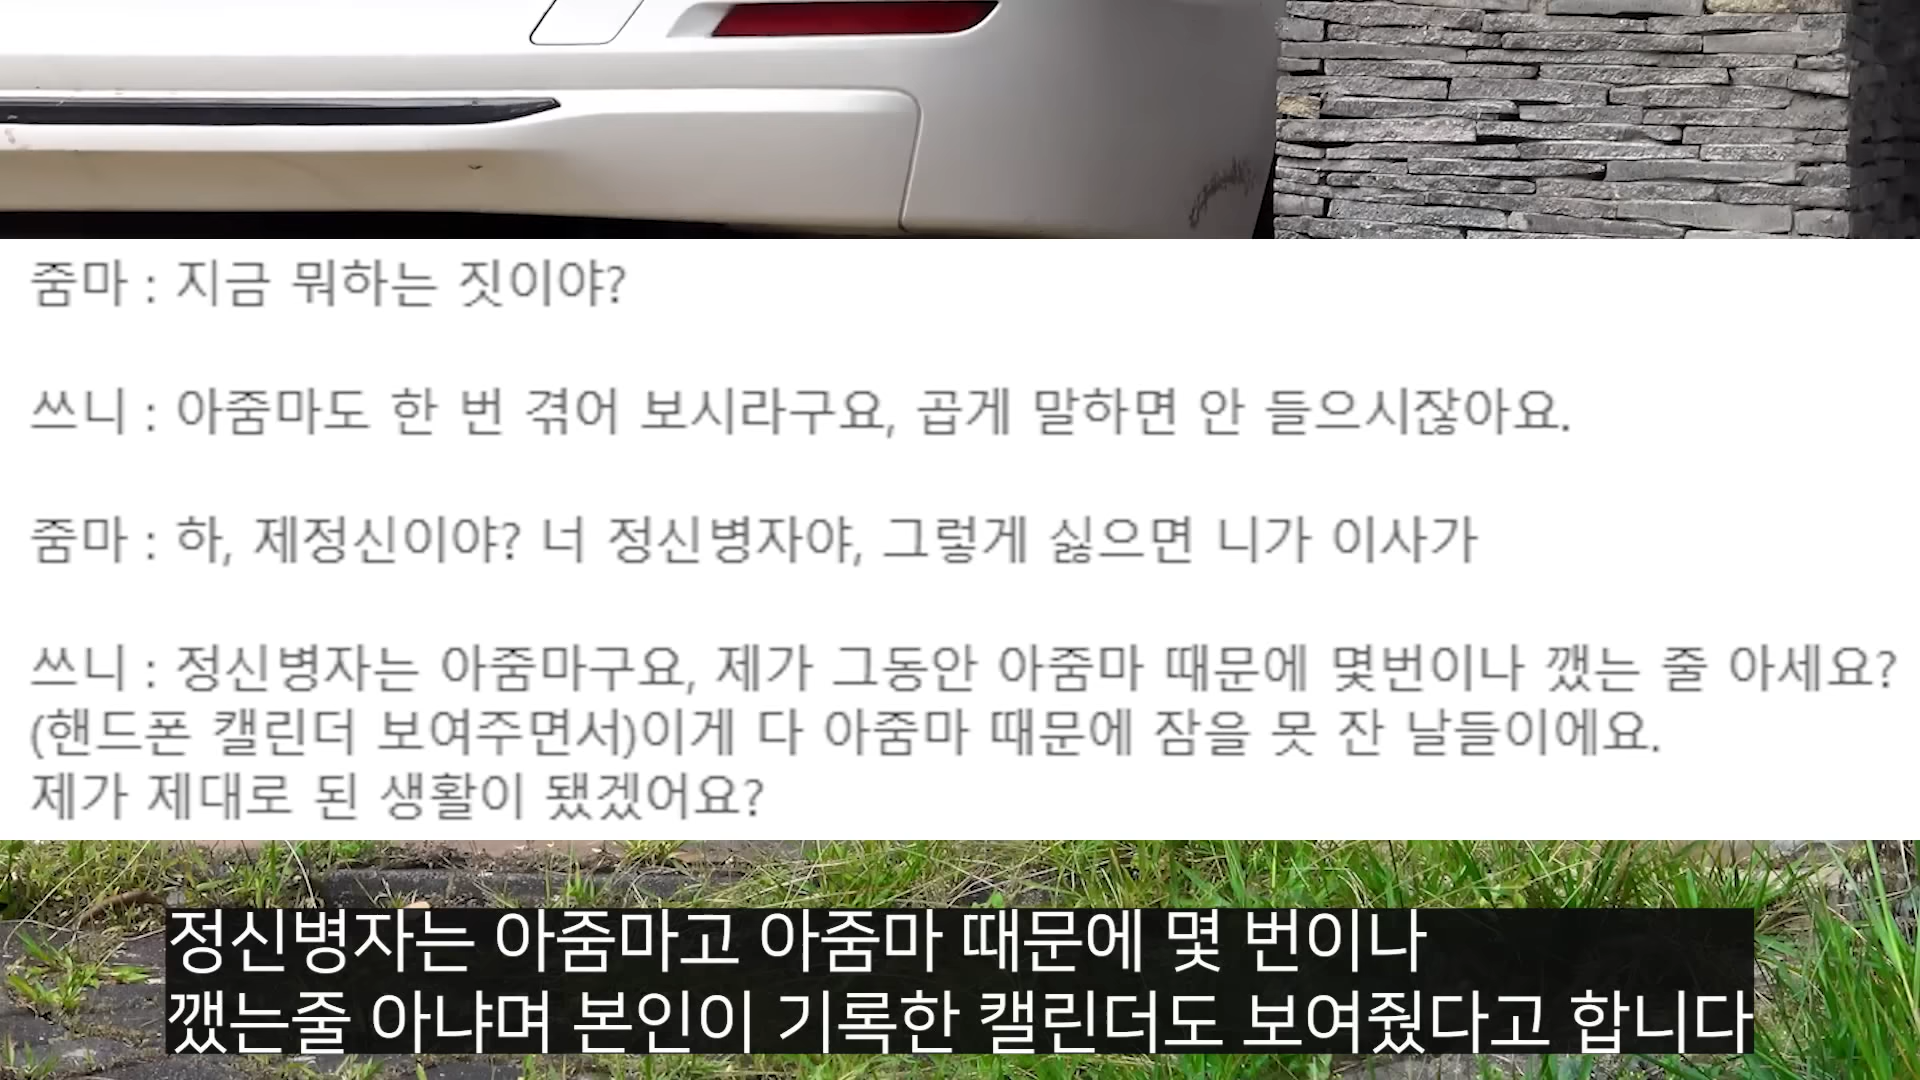 줌마 : 지금 뭐하는 짓이야?
쓰니 : 아줌마도 한 번 겪어 보시라구요, 곱게 말하면 안 들으시잖아요.
줌마 : 하, 제정신이야? 너 정신병자야, 그렇게 싫으면 니가 이사가
쓰니 : 정신병자는 아줌마구요, 제가 그동안 아줌마 때문에 몇번이나 깼는 줄 아세요?
(핸드폰 캘린더 보여주면서)이게 다 아줌마 때문에 잠을 못 잔 날들이에요.
제가 제대로 된 생활이 됐겠어요?
정신병자는 아줌마고 아줌마 때문에 몇 번이나
깼는줄 아냐며 본인이 기록한 캘린더도 보여줬다고 합니다